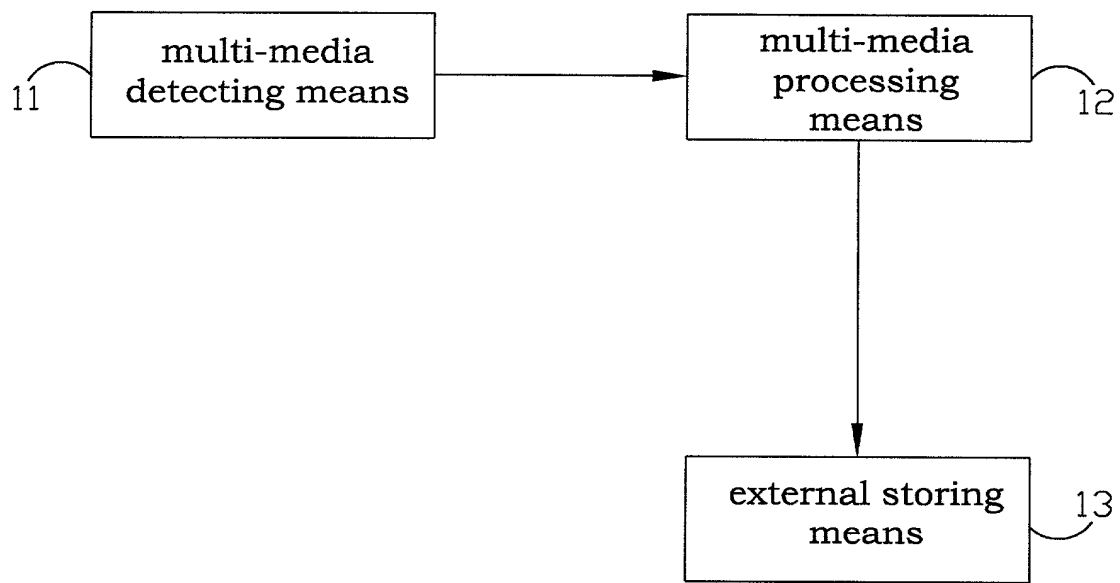 11
multi-media
detecting means
multi-media
processing
means
12
external storing
means
13